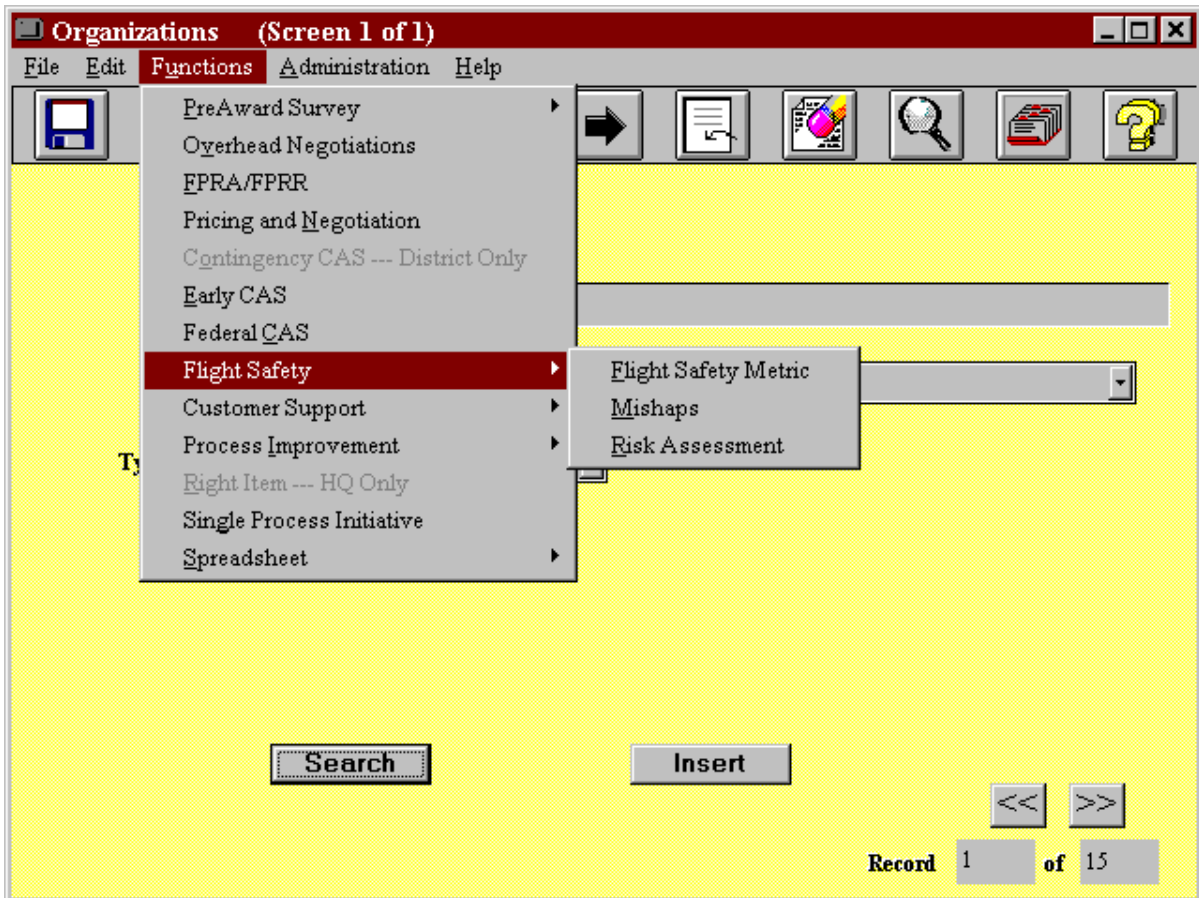 Organizations (Screen 1 of 1)
File Edit Functions Administration Help
PreAward Survey
Overhead Negotiations
FPRA/FPRR
Pricing and Negotiation
Contingency CAS --- District Only
Early CAS
Federal CAS
Flight Safety
Flight Safety Metric
Customer Support
Mishaps
Process Improvement
Risk Assessment
Right Item --- HQ Only
Single Process Initiative
Spreadsheet
Search Insert
<< >>
Record 1 of 15